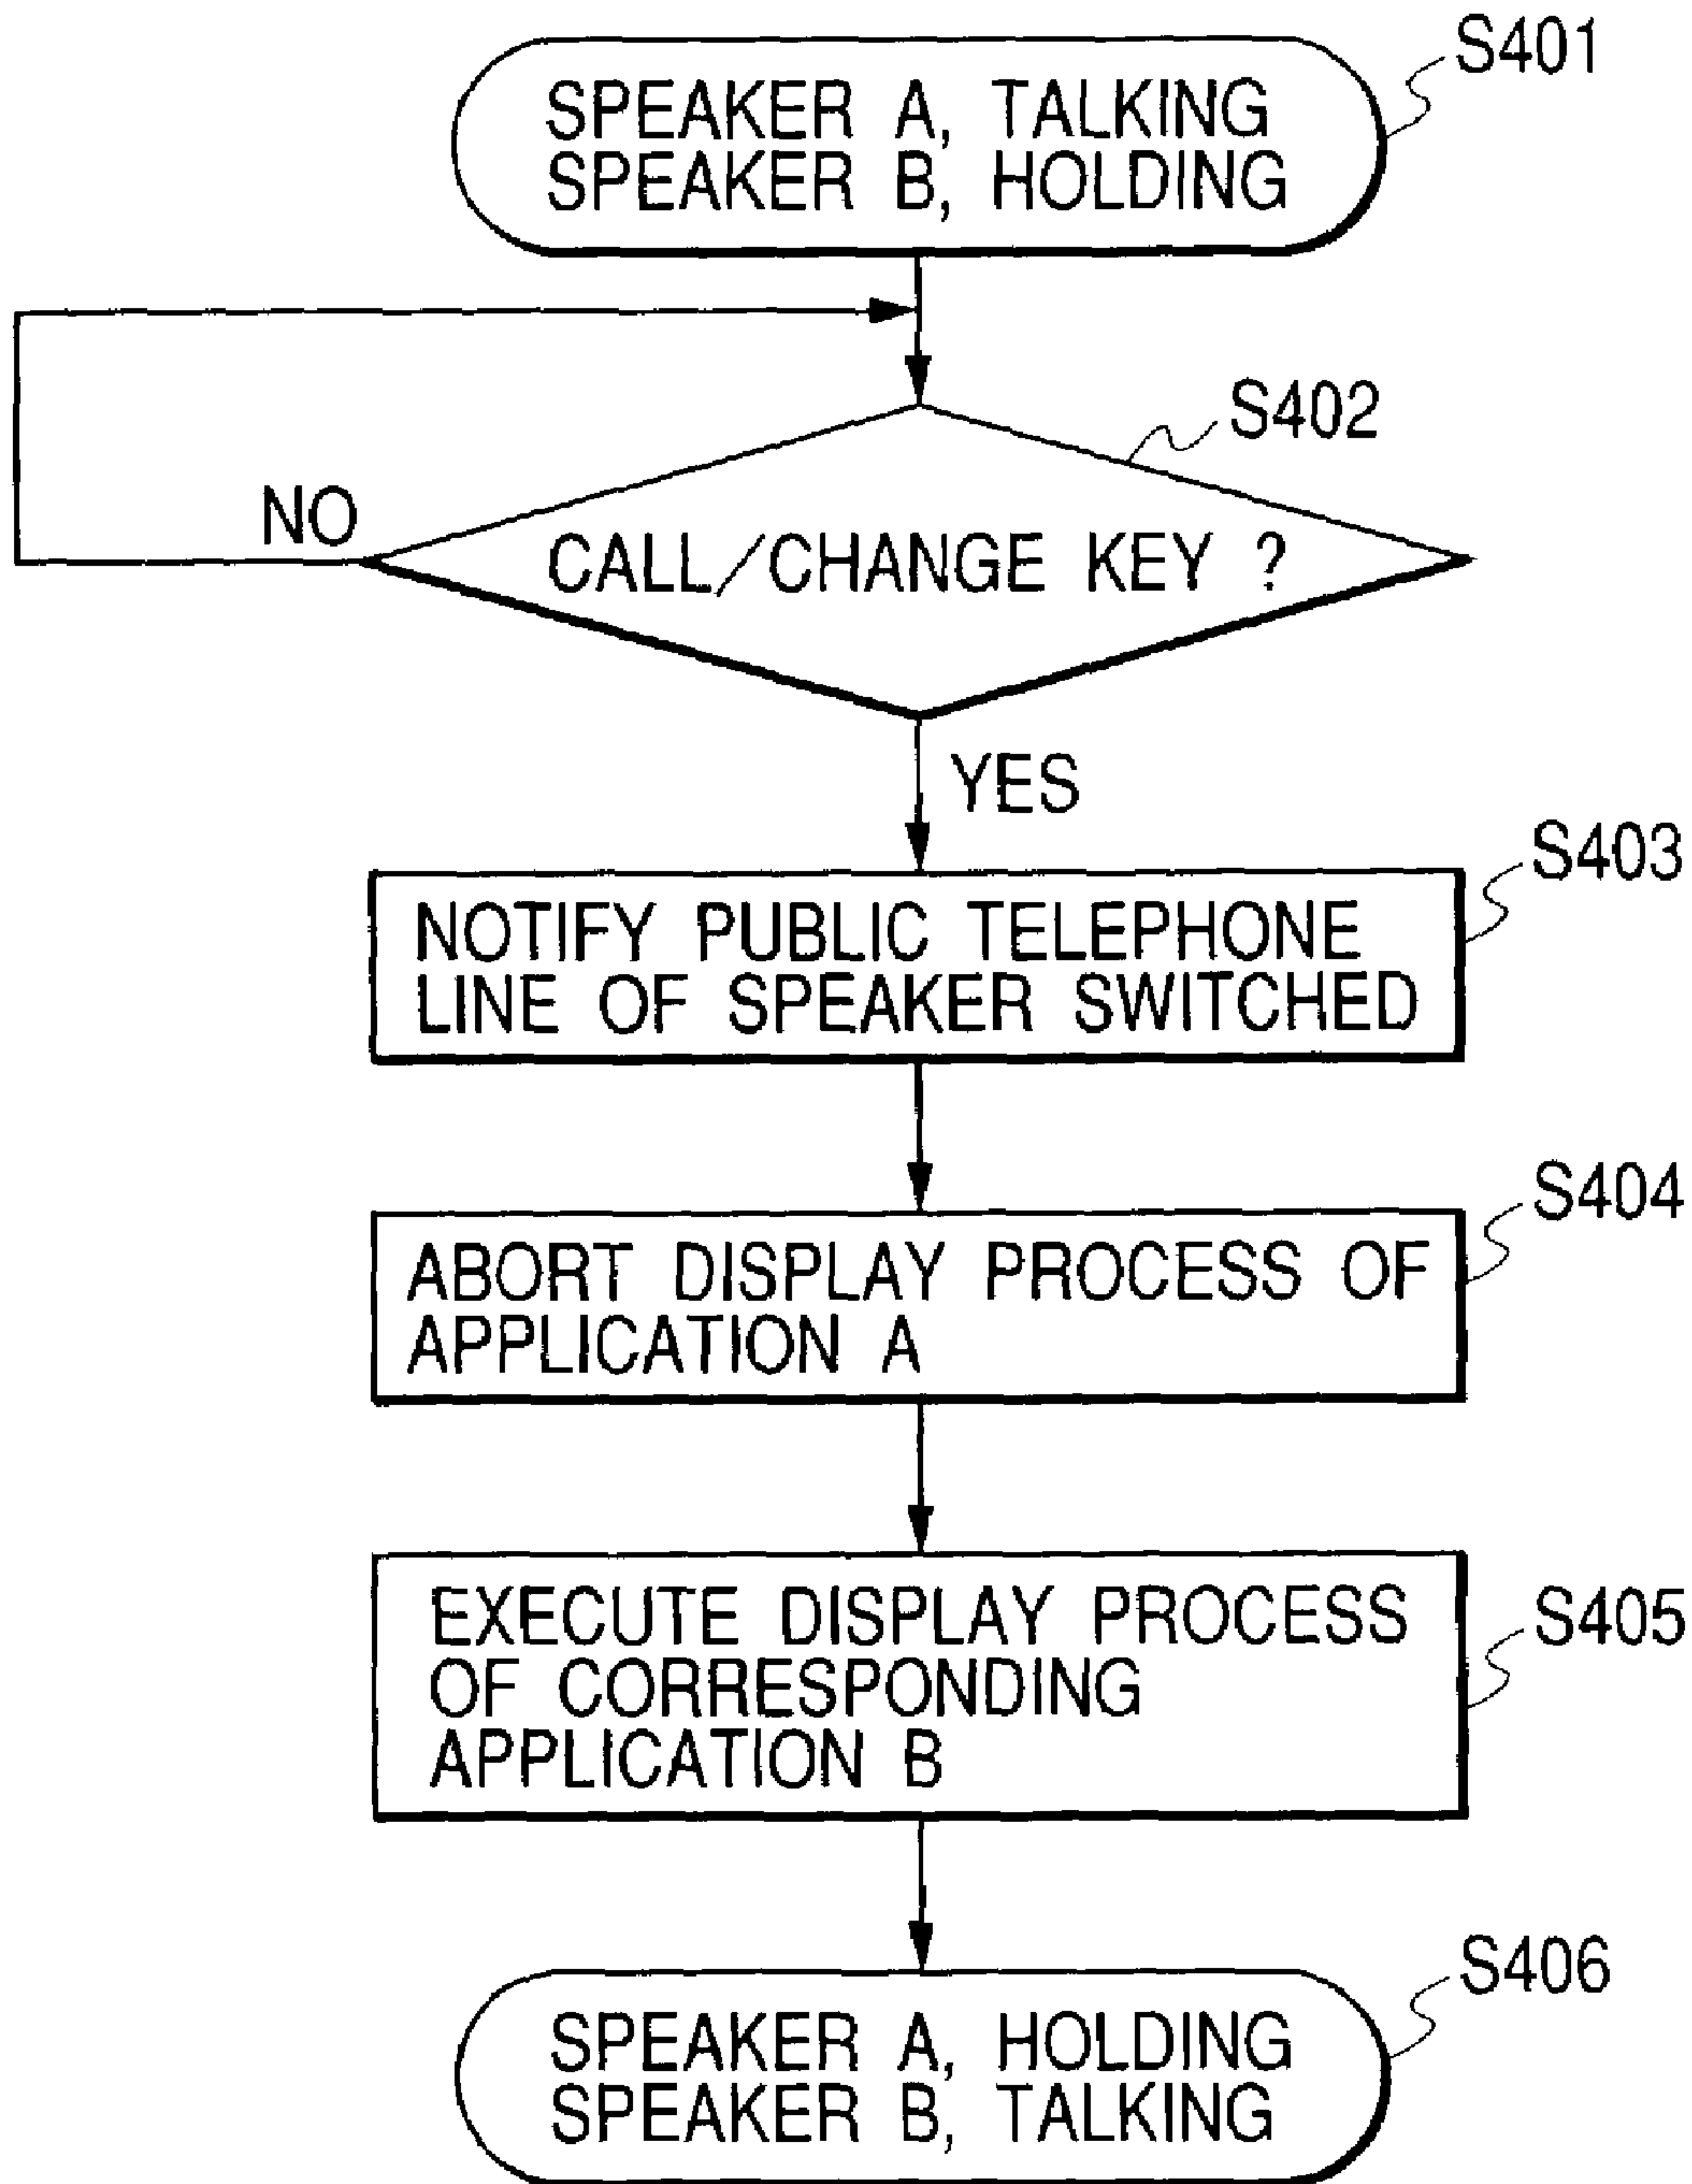 S401
SPEAKER A, TALKING
SPEAKER B, HOLDING
S402
NO
CALL/CHANGE KEY ?
YES
S403
NOTIFY PUBLIC TELEPHONE
LINE OF SPEAKER SWITCHED
S404
ABORT DISPLAY PROCESS OF
APPLICATION A
EXECUTE DISPLAY PROCESS
S405
OF CORRESPONDING
APPLICATION B
S406
SPEAKER A, HOLDING
SPEAKER B, TALKING